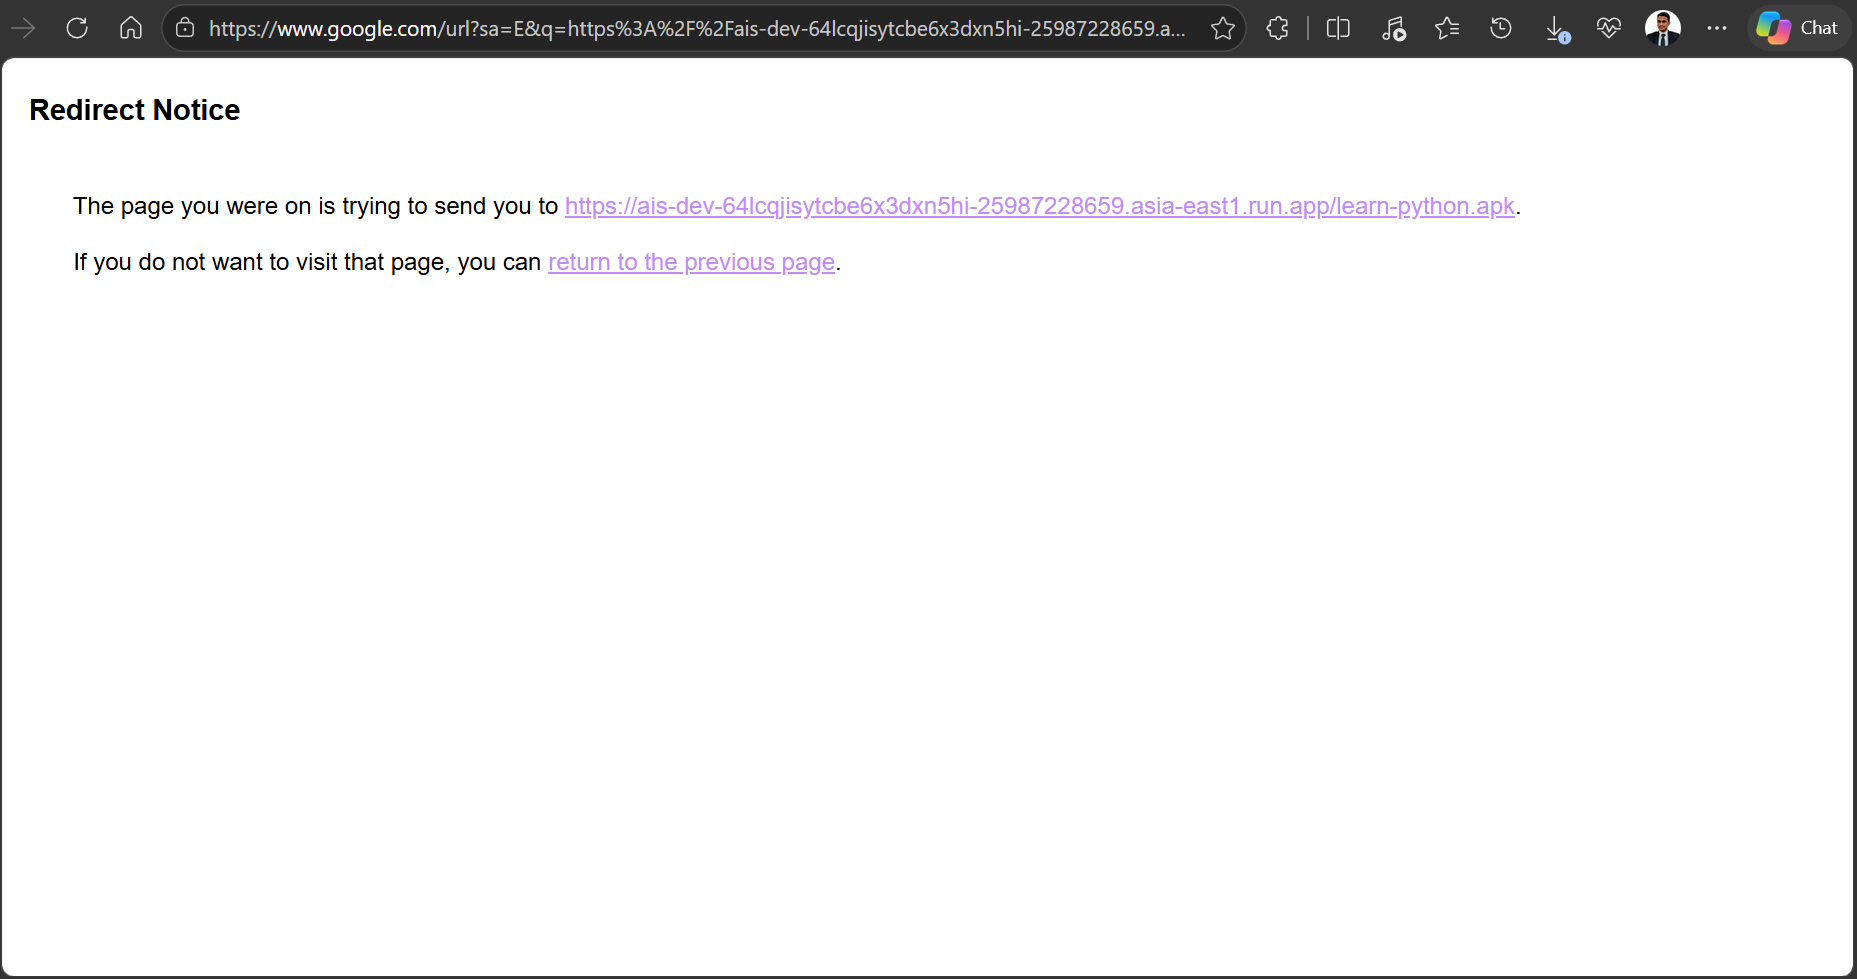 https://www.google.com/url?sa=E&q=https%3A%2F%2Fais-dev-64lcqjisytcbe6x3dxn5hi-25987228659.a...
Chat
Redirect Notice
The page you were on is trying to send you to https://ais-dev-64lcqjisytcbe6x3dxn5hi-25987228659.asia-east1.run.app/learn-python.apk.
If you do not want to visit that page, you can return to the previous page.